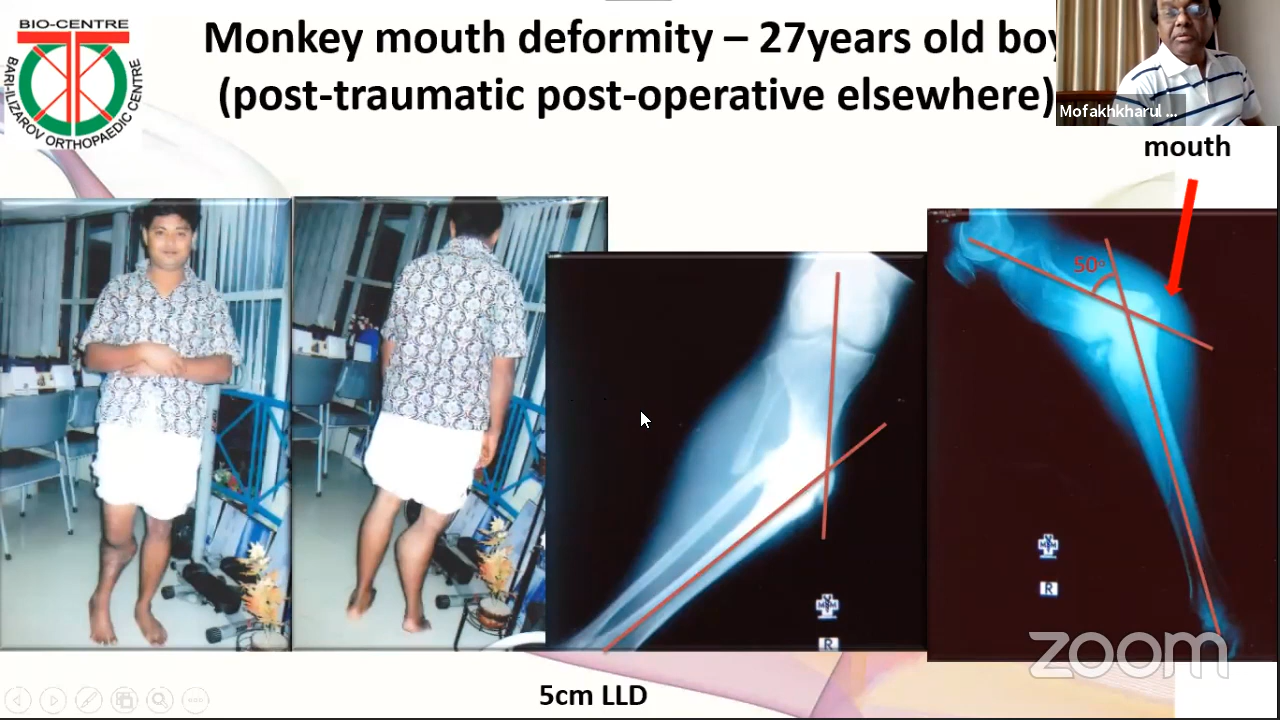 BIO-CENTRE
BARI-ILIZAROV ORTHOPAEDIC CENTRE
Monkey mouth deformity – 27years old boy
(post-traumatic post-operative elsewhere)
Mofakhkharul ...
mouth
50°
R
R
zoom
5cm LLD